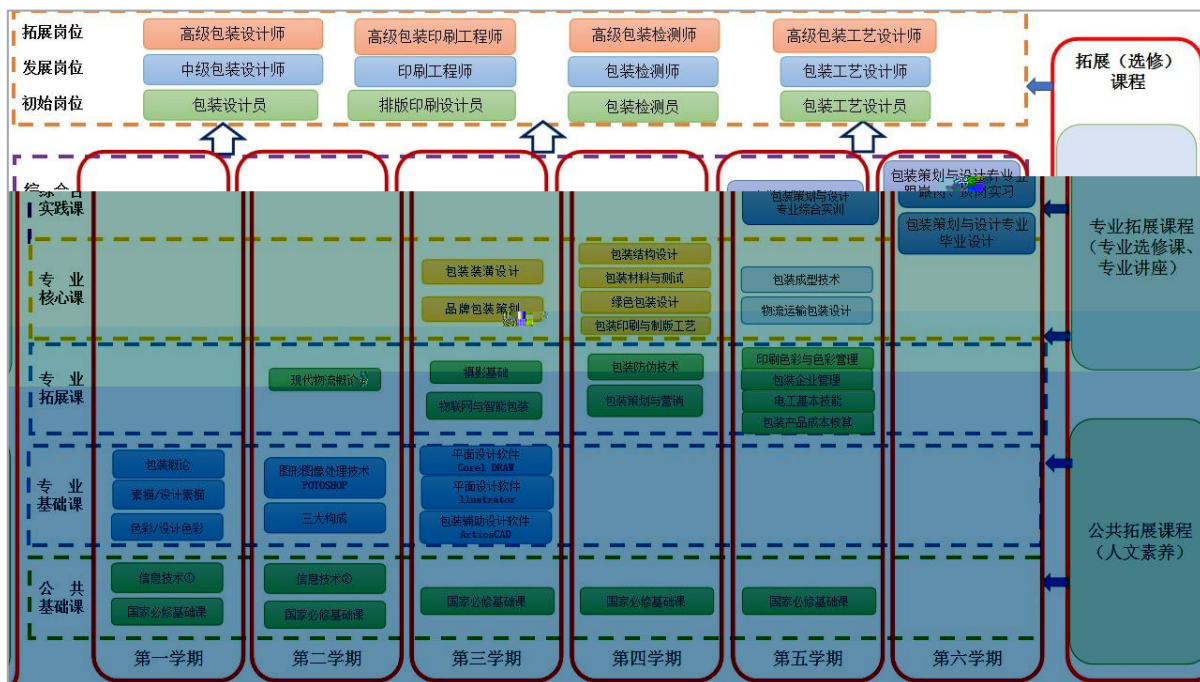 拓展岗位
高级包装设计师
高级包装印刷工程师
高级包装检测师
高级包装工艺设计师
发展岗位
中级包装设计师
印刷工程师
包装检测师
包装工艺设计师
初始岗位
包装设计员
排版印刷设计员
包装检测员
包装工艺设计员
拓展（选修）
课程
实践课
包装策划与设计
专业综合实训
包装策划与设计专业
跟岗、顶岗实习
包装策划与设计专业
毕业设计
专业拓展课程
（专业选修课、
专业讲座）
专 业
核心课
包装装潢设计
品牌包装策划
包装结构设计
包装材料与测试
绿色包装设计
包装印刷与制版工艺
包装成型技术
物流运输包装设计
专 业
拓展课
现代物流概论
摄影基础
物联网与智能包装
包装防伪技术
包装策划与营销
印刷色彩与色彩管理
包装企业管理
电工基本技能
包装产品成本核算
专 业
基础课
包装概论
素描/设计素描
色彩/设计色彩
图形图像处理技术
POTOSHOP
三大构成
平面设计软件
Corel DRAW
平面设计软件
llustrator
包装辅助设计软件
ArtiosCAD
公共拓展课程
（人文素养）
公 共
基础课
信息技术①
国家必修基础课
信息技术②
国家必修基础课
国家必修基础课
国家必修基础课
国家必修基础课
第一学期
第二学期
第三学期
第四学期
第五学期
第六学期